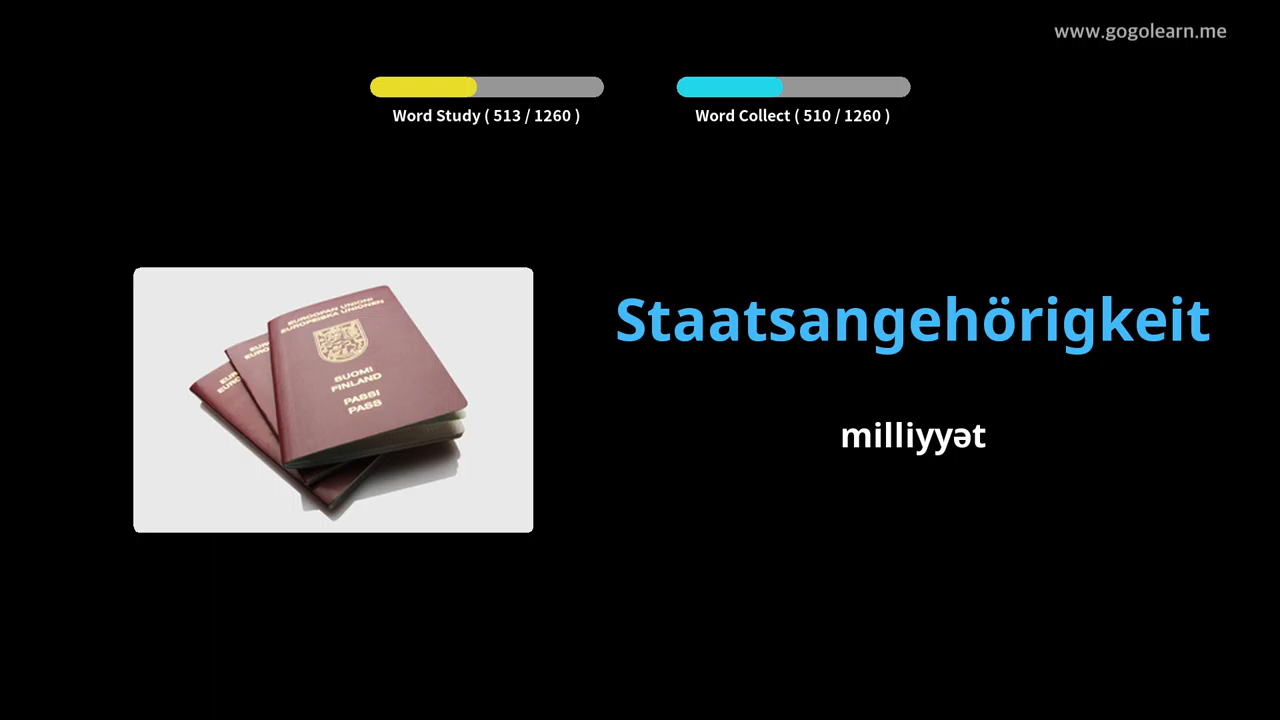 www.gogolearn.me
Word Study ( 513 / 1260 )
Word Collect ( 510 / 1260 )
EUROOPAN UNIONI
EUROPEISKA UNIONEN
SUOMI
FINLAND
PASSI
PASS
Staatsangehörigkeit
milliyyət